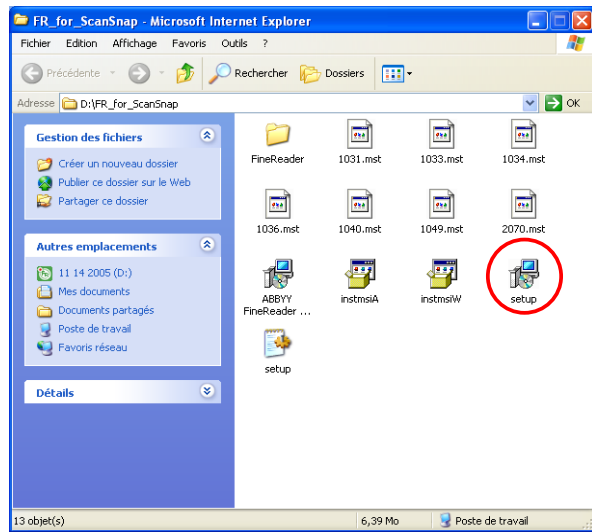 FR_for_ScanSnap - Microsoft Internet Explorer
Fichier Edition Affichage Favoris Outils ?
Précédente Rechercher Dossiers
Adresse D:\FR_for_ScanSnap OK
Gestion des fichiers
Créer un nouveau dossier
Publier ce dossier sur le Web
Partager ce dossier
Autres emplacements
11 14 2005 (D:)
Mes documents
Documents partagés
Poste de travail
Favoris réseau
Détails
FineReader 1031.mst 1033.mst 1034.mst
1036.mst 1040.mst 1049.mst 2070.mst
ABBYY instmsiA instmsiW setup
FineReader ...
setup
13 objet(s) 6,39 Mo Poste de travail